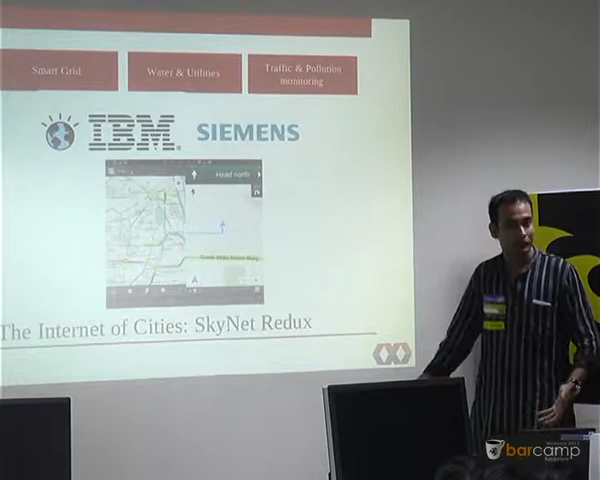 Smart Grid
Water & Utilities
Traffic & Pollution
monitoring
IBM
SIEMENS
Head north
The Internet of Cities: SkyNet Redux
barcamp